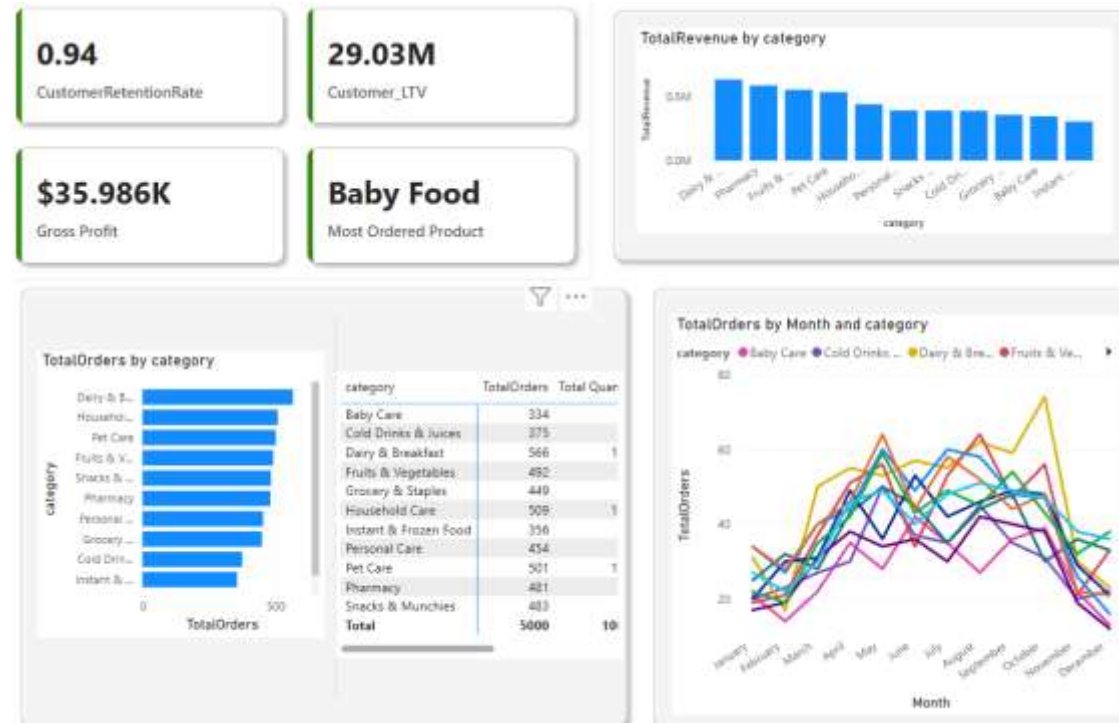 0.94
CustomerRetentionRate
29.03M
Customer_LTV
$35.986K
Gross Profit
Baby Food
Most Ordered Product
TotalRevenue by category
TotalRevenue
0.5M
0.0M
Dairy & ...
Pharmacy
Fruits & ...
Pet Care
Househo...
Personal ...
Snacks ...
Cold Dri...
Grocery ...
Baby Care
Instant ...
category
TotalOrders by category
category
Dairy & B...
Househol...
Pet Care
Fruits & V...
Snacks & ...
Pharmacy
Personal ...
Grocery ...
Cold Drin...
Instant & ...
0 500
TotalOrders
category TotalOrders Total Quan
Baby Care 334
Cold Drinks & Juices 375
Dairy & Breakfast 566 1
Fruits & Vegetables 492
Grocery & Staples 449
Household Care 509 1
Instant & Frozen Food 356
Personal Care 454
Pet Care 501 1
Pharmacy 481
Snacks & Munchies 483
Total 5000 10
TotalOrders by Month and category
category Baby Care Cold Drinks ... Dairy & Bre... Fruits & Ve...
TotalOrders
80
60
40
20
January
February
March
April
May
June
July
August
September
October
November
December
Month